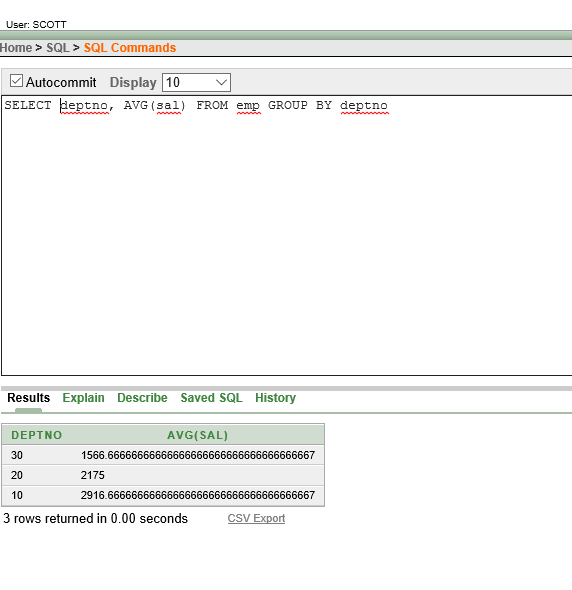 User: SCOTT
Home > SQL > SQL Commands
Autocommit Display 10
SELECT deptno, AVG(sal) FROM emp GROUP BY deptno
Results Explain Describe Saved SQL History
DEPTNO AVG(SAL)
30 1566.66666666666666666666666666666667
20 2175
10 2916.66666666666666666666666666666667
3 rows returned in 0.00 seconds CSV Export